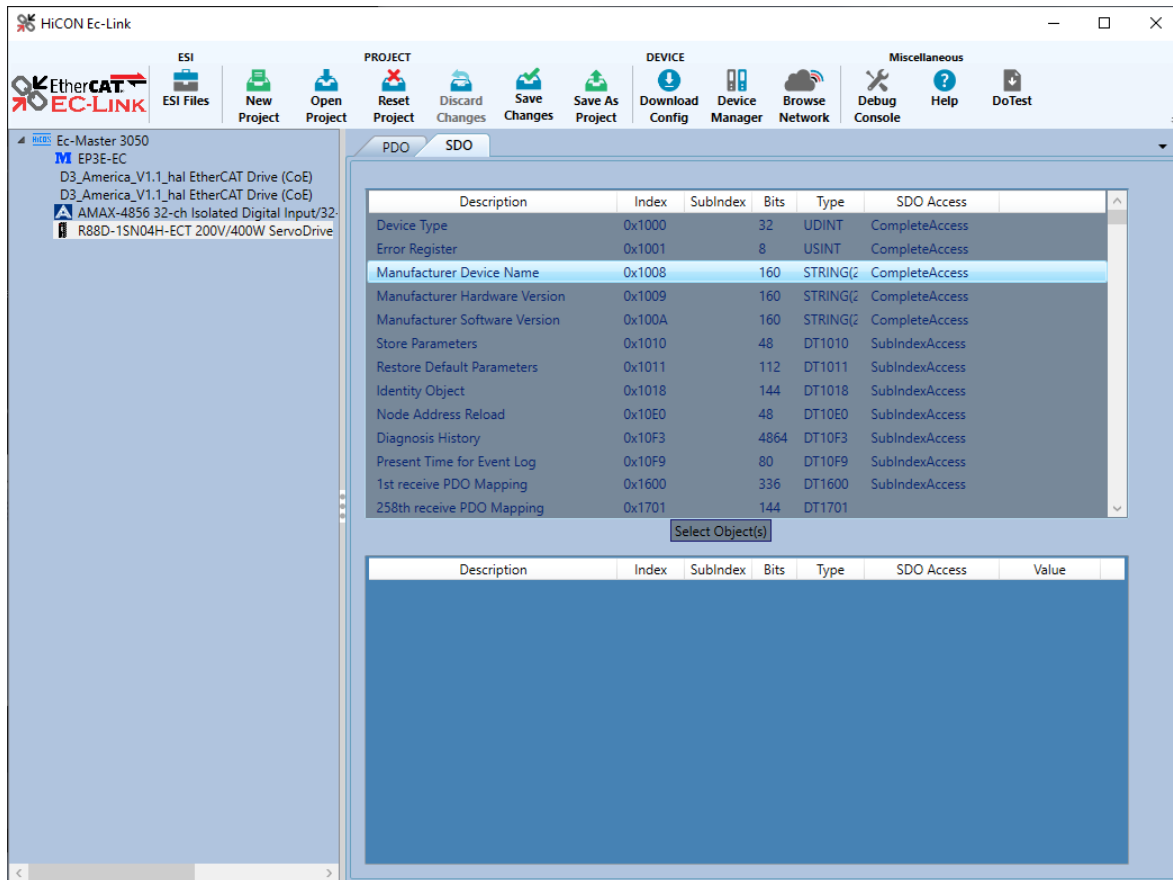 HiCON Ec-Link
ESI PROJECT DEVICE Miscellaneous
EtherCAT
EC-LINK
ESI Files
New Project
Open Project
Reset Project
Discard Changes
Save Changes
Save As Project
Download Config
Device Manager
Browse Network
Debug Console
Help
DoTest
HiCON Ec-Master 3050
M EP3E-EC
D3_America_V1.1_hal EtherCAT Drive (CoE)
D3_America_V1.1_hal EtherCAT Drive (CoE)
AMAX-4856 32-ch Isolated Digital Input/32-
R88D-1SN04H-ECT 200V/400W ServoDrive
PDO SDO
Description Index SubIndex Bits Type SDO Access
Device Type 0x1000 32 UDINT CompleteAccess
Error Register 0x1001 8 USINT CompleteAccess
Manufacturer Device Name 0x1008 160 STRING(2 CompleteAccess
Manufacturer Hardware Version 0x1009 160 STRING(2 CompleteAccess
Manufacturer Software Version 0x100A 160 STRING(2 CompleteAccess
Store Parameters 0x1010 48 DT1010 SubIndexAccess
Restore Default Parameters 0x1011 112 DT1011 SubIndexAccess
Identity Object 0x1018 144 DT1018 SubIndexAccess
Node Address Reload 0x10E0 48 DT10E0 SubIndexAccess
Diagnosis History 0x10F3 4864 DT10F3 SubIndexAccess
Present Time for Event Log 0x10F9 80 DT10F9 SubIndexAccess
1st receive PDO Mapping 0x1600 336 DT1600 SubIndexAccess
258th receive PDO Mapping 0x1701 144 DT1701
Select Object(s)
Description Index SubIndex Bits Type SDO Access Value